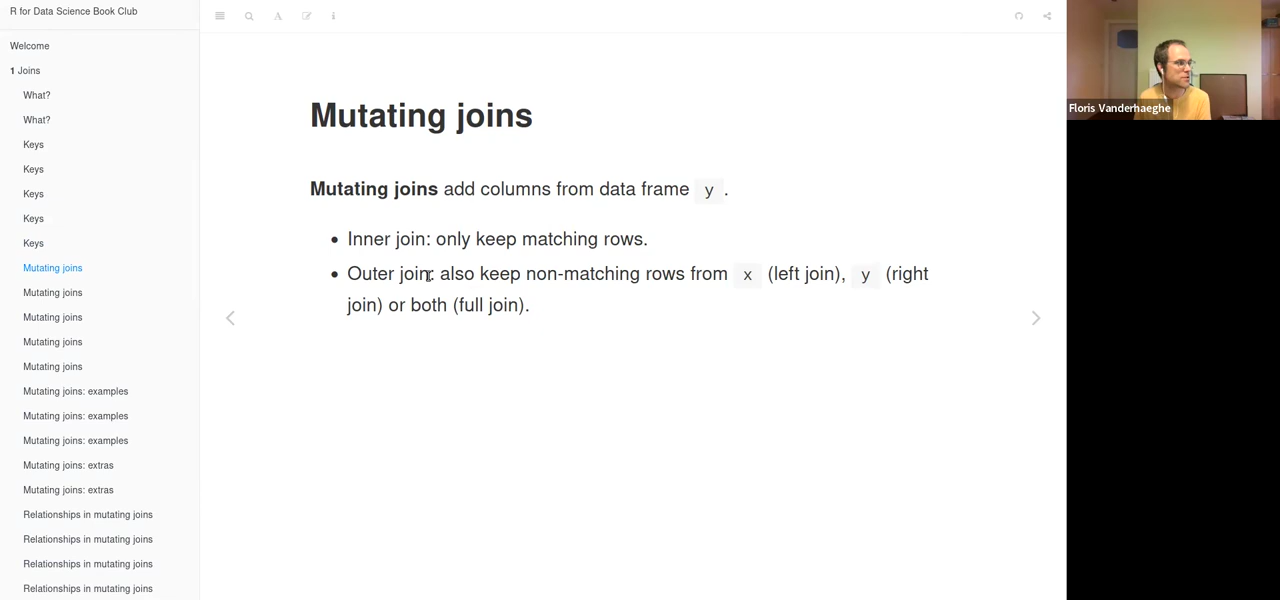 R for Data Science Book Club
Welcome
1 Joins
What?
What?
Keys
Keys
Keys
Keys
Keys
Mutating joins
Mutating joins
Mutating joins
Mutating joins
Mutating joins
Mutating joins: examples
Mutating joins: examples
Mutating joins: examples
Mutating joins: extras
Mutating joins: extras
Relationships in mutating joins
Relationships in mutating joins
Relationships in mutating joins
Relationships in mutating joins
A
i
Mutating joins
Mutating joins add columns from data frame y.
• Inner join: only keep matching rows.
• Outer join: also keep non-matching rows from x (left join), y (right
join) or both (full join).
Floris Vanderhaeghe